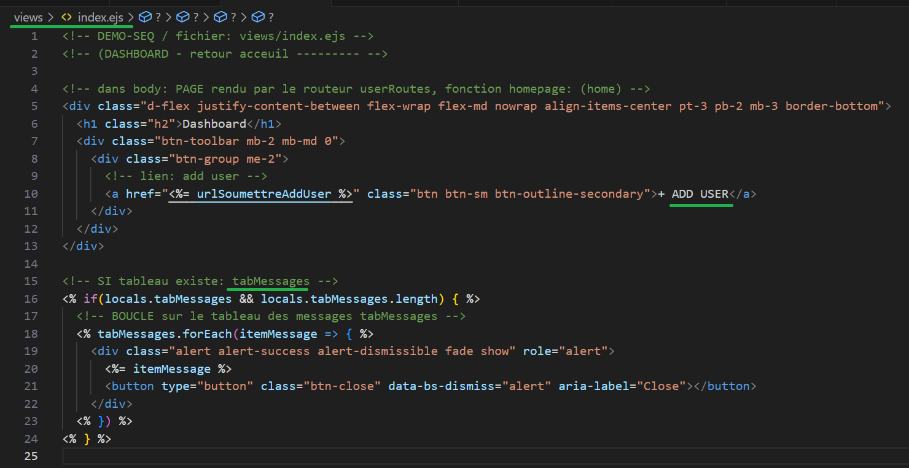 views > index.ejs > ? > ? > ? > ?
1 <!-- DEMO-SEQ / fichier: views/index.ejs -->
2 <!-- (DASHBOARD - retour acceuil --------- -->
3
4 <!-- dans body: PAGE rendu par le routeur userRoutes, fonction homepage: (home) -->
5 <div class="d-flex justify-content-between flex-wrap flex-md nowrap align-items-center pt-3 pb-2 mb-3 border-bottom">
6 <h1 class="h2">Dashboard</h1>
7 <div class="btn-toolbar mb-2 mb-md 0">
8 <div class="btn-group me-2">
9 <!-- lien: add user -->
10 <a href="<%= urlSoumettreAddUser %>" class="btn btn-sm btn-outline-secondary">+ ADD USER</a>
11 </div>
12 </div>
13 </div>
14
15 <!-- SI tableau existe: tabMessages -->
16 <% if(locals.tabMessages && locals.tabMessages.length) { %>
17 <!-- BOUCLE sur le tableau des messages tabMessages -->
18 <% tabMessages.forEach(itemMessage => { %>
19 <div class="alert alert-success alert-dismissible fade show" role="alert">
20 <%= itemMessage %>
21 <button type="button" class="btn-close" data-bs-dismiss="alert" aria-label="Close"></button>
22 </div>
23 <% }) %>
24 <% } %>
25